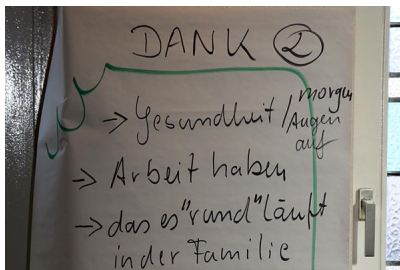 DANK 2
→ Gesundheit / morgen
Augen
auf
→ Arbeit haben
→ das es "rund" läuft
in der Familie